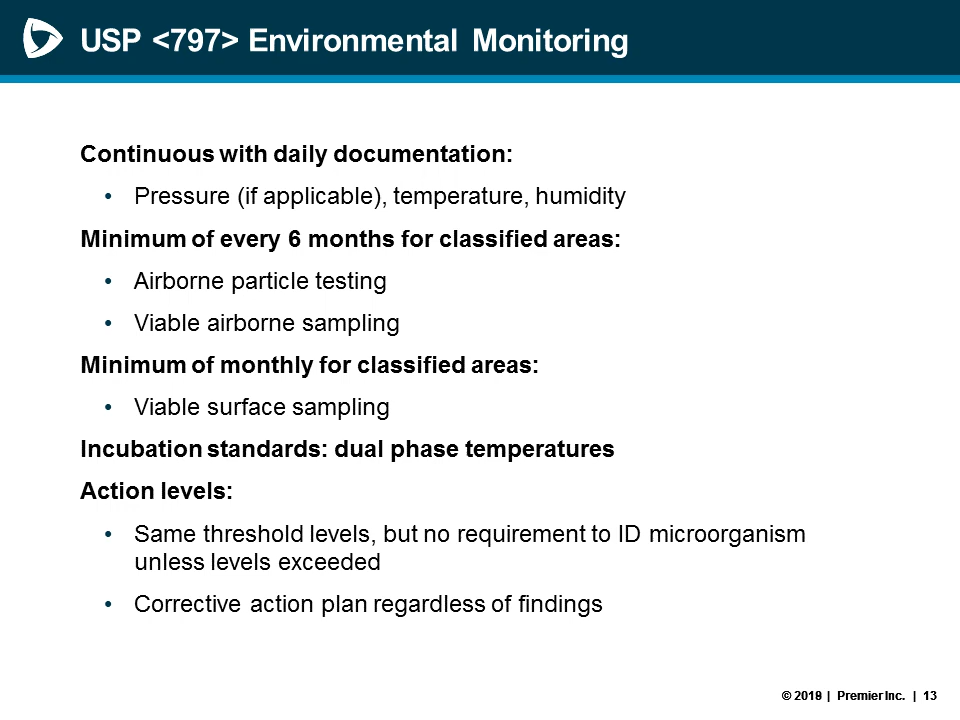 USP <797> Environmental Monitoring
Continuous with daily documentation:
• Pressure (if applicable), temperature, humidity
Minimum of every 6 months for classified areas:
• Airborne particle testing
• Viable airborne sampling
Minimum of monthly for classified areas:
• Viable surface sampling
Incubation standards: dual phase temperatures
Action levels:
• Same threshold levels, but no requirement to ID microorganism
unless levels exceeded
• Corrective action plan regardless of findings
© | Premier Inc. | 13